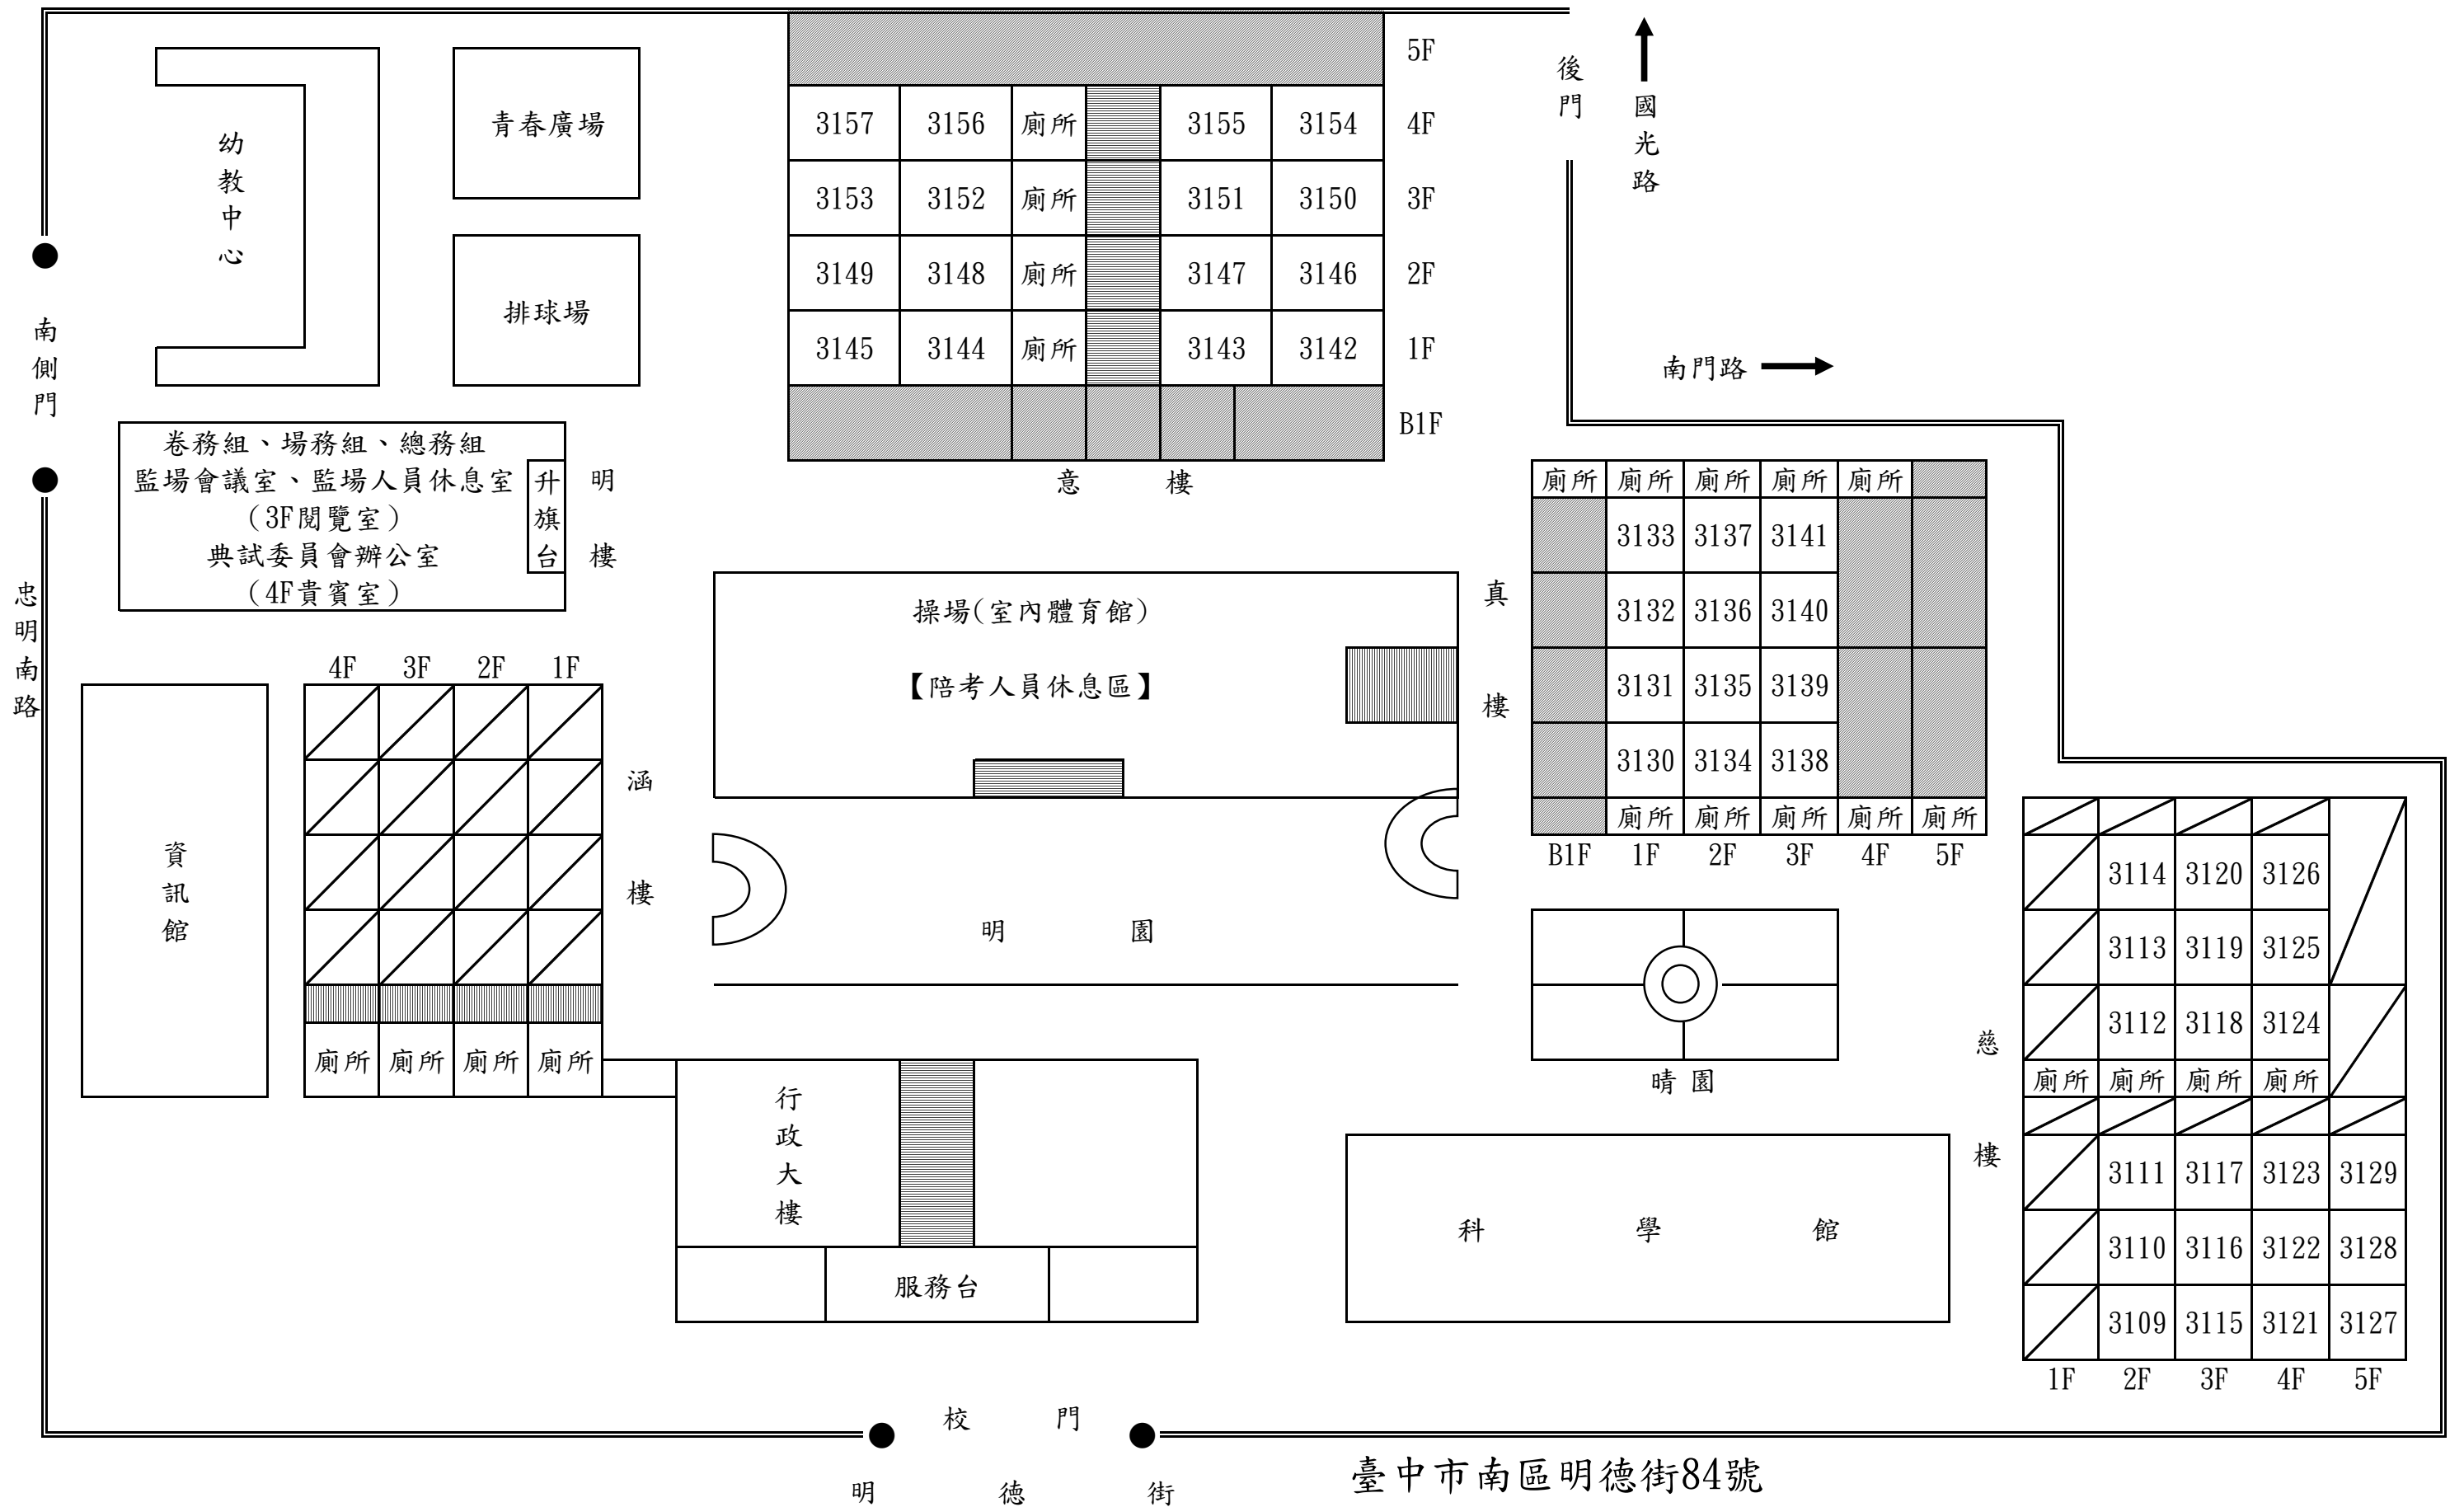 5F
3157 3156 廁所 3155 3154 4F
3153 3152 廁所 3151 3150 3F
3149 3148 廁所 3147 3146 2F
3145 3144 廁所 3143 3142 1F
B1F
意 樓
幼教中心
青春廣場
排球場
後門
國光路
南門路
南側門
忠明南路
卷務組、場務組、總務組
監場會議室、監場人員休息室
（3F閱覽室）
典試委員會辦公室
（4F貴賓室）
升旗台
明樓
操場(室內體育館)
【陪考人員休息區】
真樓
廁所 廁所 廁所 廁所 廁所
3133 3137 3141
3132 3136 3140
3131 3135 3139
3130 3134 3138
廁所 廁所 廁所 廁所 廁所
B1F 1F 2F 3F 4F 5F
資訊館
4F 3F 2F 1F
廁所 廁所 廁所 廁所
涵樓
明 園
晴園
行政大樓
服務台
科 學 館
慈樓
3114 3120 3126
3113 3119 3125
3112 3118 3124
廁所 廁所 廁所 廁所
3111 3117 3123 3129
3110 3116 3122 3128
3109 3115 3121 3127
1F 2F 3F 4F 5F
校 門
明 德 街
臺中市南區明德街84號